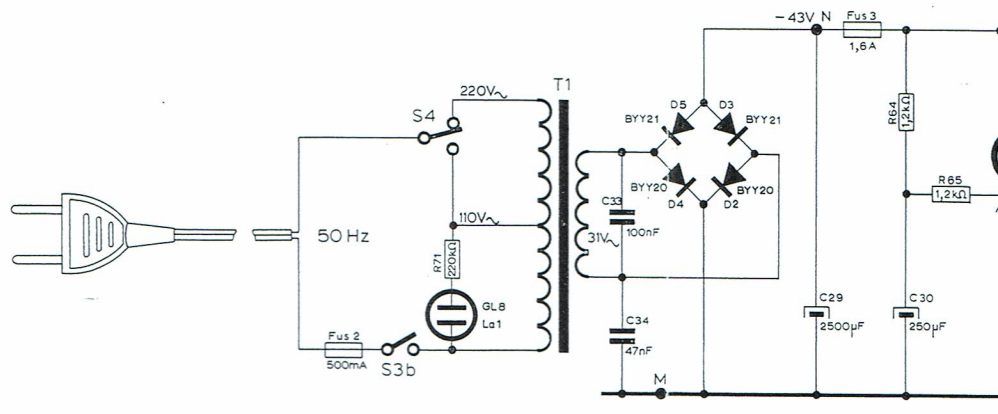 -43V N
Fus 3
1,6A
220V~
T1
S4
D5
D3
BYY21
BYY21
R64
1,2kΩ
BYY20
BYY20
D4
D2
R65
1,2kΩ
C33
100nF
110V~
50 Hz
31V~
R71
220kΩ
GL8
La1
C29
2500µF
C30
250µF
C34
47nF
Fus 2
500mA
S3b
M